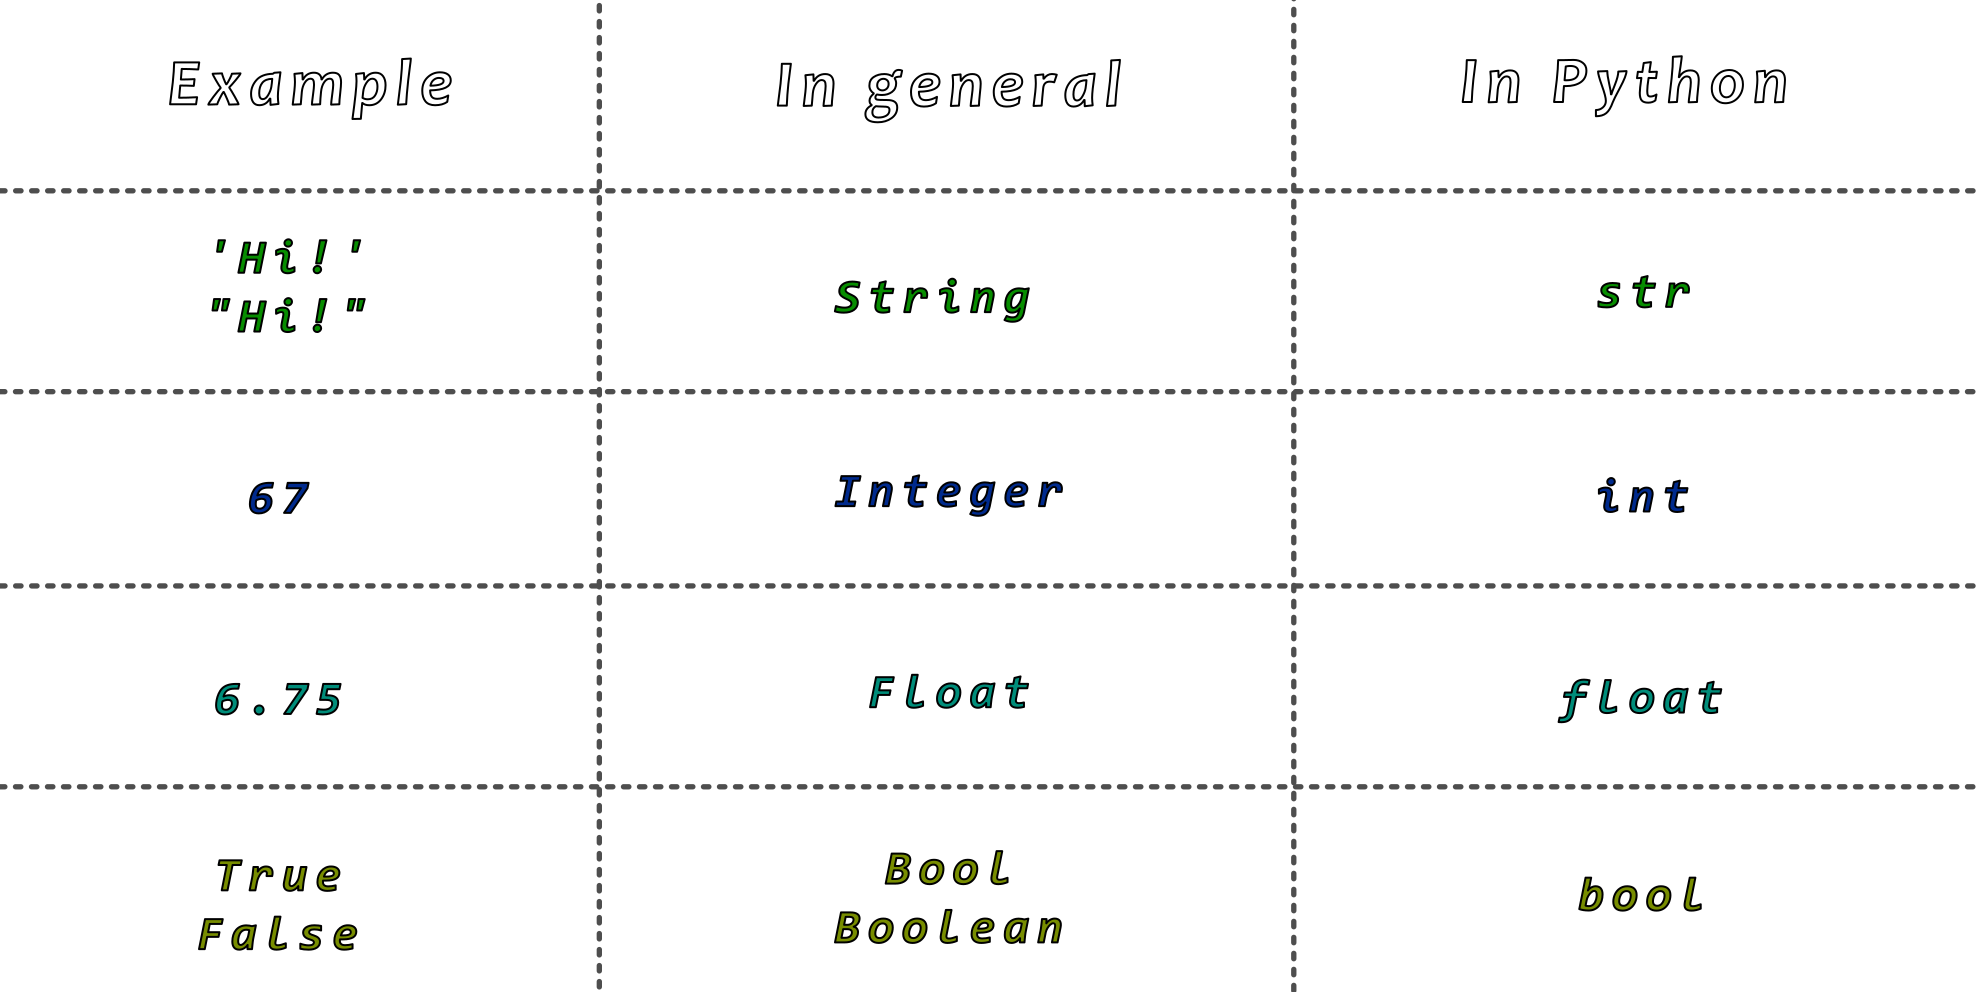 Example
In general
In Python
'Hi!'
"Hi!"
String
str
67
Integer
int
6.75
Float
float
True
False
Bool
Boolean
bool